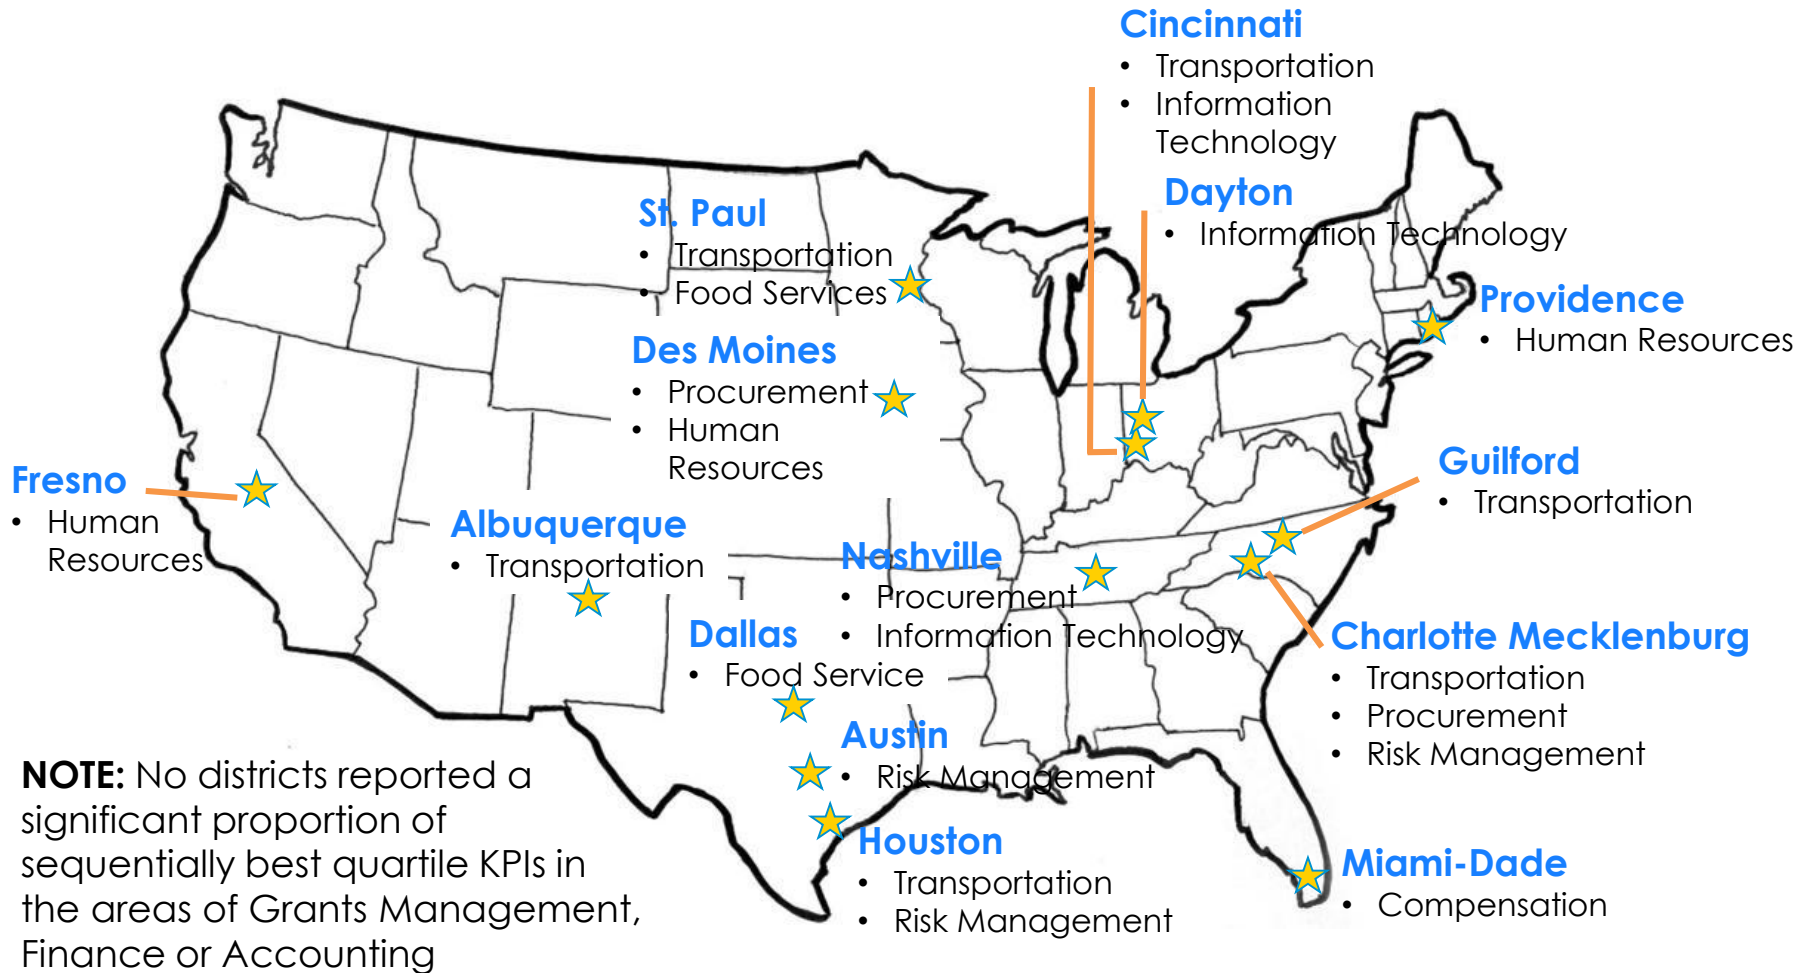 Cincinnati
• Transportation
• Information
Technology
Dayton
• Information Technology
St. Paul
• Transportation
• Food Services
Providence
• Human Resources
Des Moines
• Procurement
• Human
Resources
Guilford
• Transportation
Fresno
• Human
Resources
Albuquerque
• Transportation
Nashville
• Procurement
• Information Technology
Dallas
• Food Service
Charlotte Mecklenburg
• Transportation
• Procurement
• Risk Management
Austin
• Risk Management
Houston
• Transportation
• Risk Management
Miami-Dade
• Compensation
NOTE: No districts reported a
significant proportion of
sequentially best quartile KPIs in
the areas of Grants Management,
Finance or Accounting